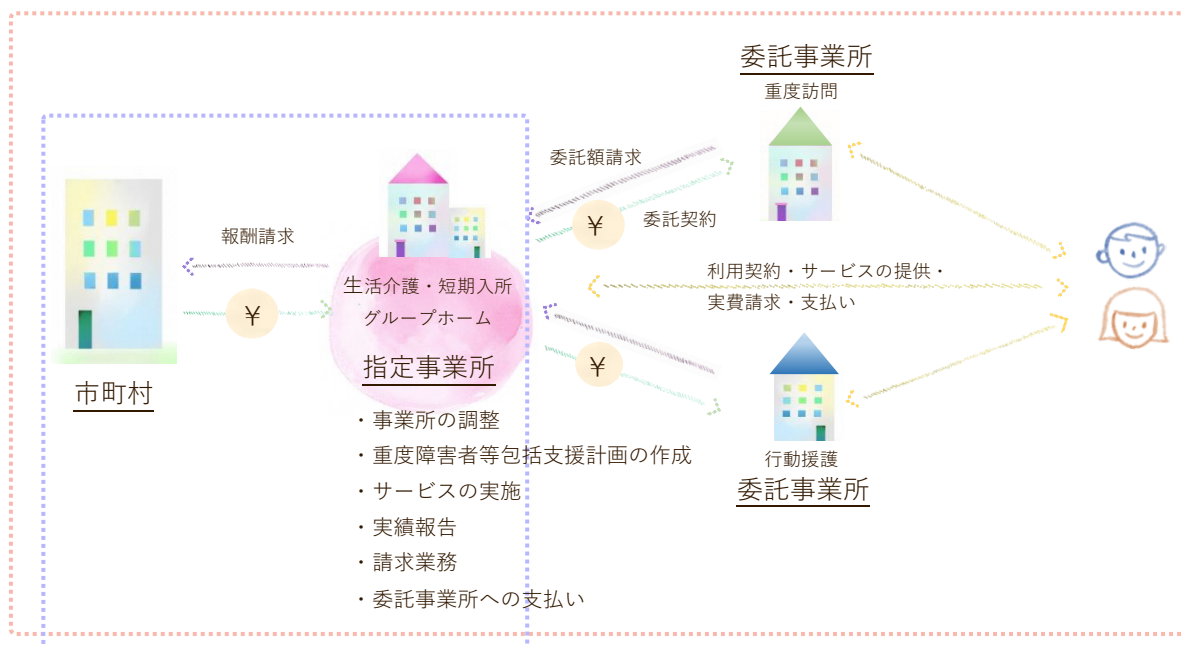 委託事業所
重度訪問
委託額請求
¥
委託契約
報酬請求
¥
生活介護・短期入所
グループホーム
指定事業所
市町村
利用契約・サービスの提供・
実費請求・支払い
¥
行動援護
委託事業所
・事業所の調整
・重度障害者等包括支援計画の作成
・サービスの実施
・実績報告
・請求業務
・委託事業所への支払い